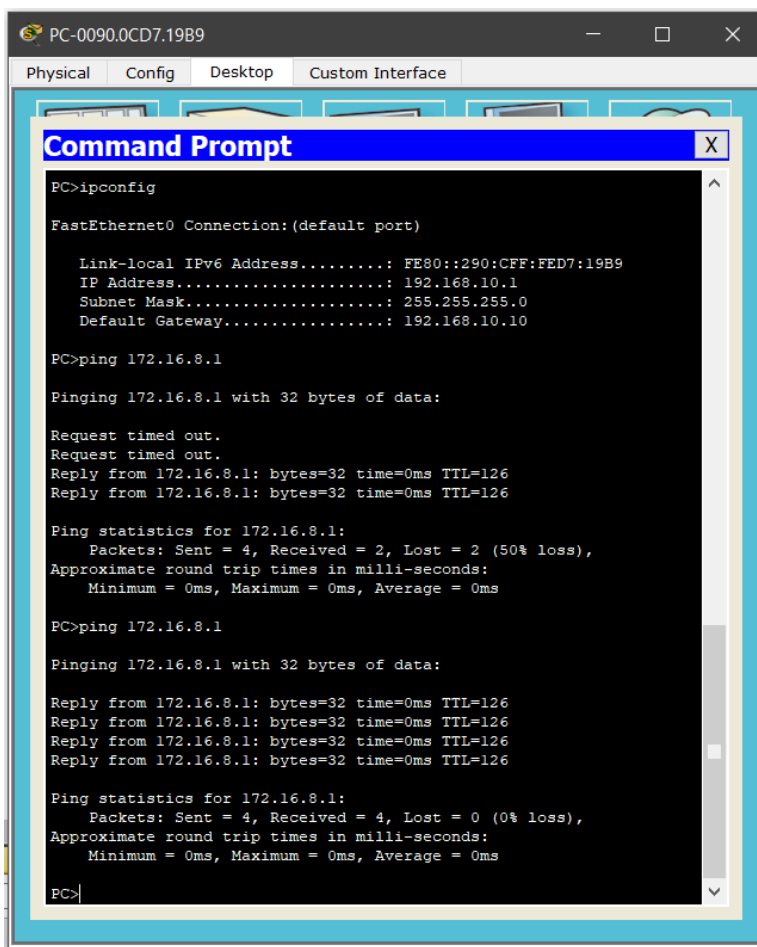 PC-0090.0CD7.19B9
Physical Config Desktop Custom Interface
Command Prompt X
PC>ipconfig
FastEthernet0 Connection:(default port)
Link-local IPv6 Address.........: FE80::290:CFF:FED7:19B9
IP Address......................: 192.168.10.1
Subnet Mask.....................: 255.255.255.0
Default Gateway.................: 192.168.10.10
PC>ping 172.16.8.1
Pinging 172.16.8.1 with 32 bytes of data:
Request timed out.
Request timed out.
Reply from 172.16.8.1: bytes=32 time=0ms TTL=126
Reply from 172.16.8.1: bytes=32 time=0ms TTL=126
Ping statistics for 172.16.8.1:
Packets: Sent = 4, Received = 2, Lost = 2 (50% loss),
Approximate round trip times in milli-seconds:
Minimum = 0ms, Maximum = 0ms, Average = 0ms
PC>ping 172.16.8.1
Pinging 172.16.8.1 with 32 bytes of data:
Reply from 172.16.8.1: bytes=32 time=0ms TTL=126
Reply from 172.16.8.1: bytes=32 time=0ms TTL=126
Reply from 172.16.8.1: bytes=32 time=0ms TTL=126
Reply from 172.16.8.1: bytes=32 time=0ms TTL=126
Ping statistics for 172.16.8.1:
Packets: Sent = 4, Received = 4, Lost = 0 (0% loss),
Approximate round trip times in milli-seconds:
Minimum = 0ms, Maximum = 0ms, Average = 0ms
PC>